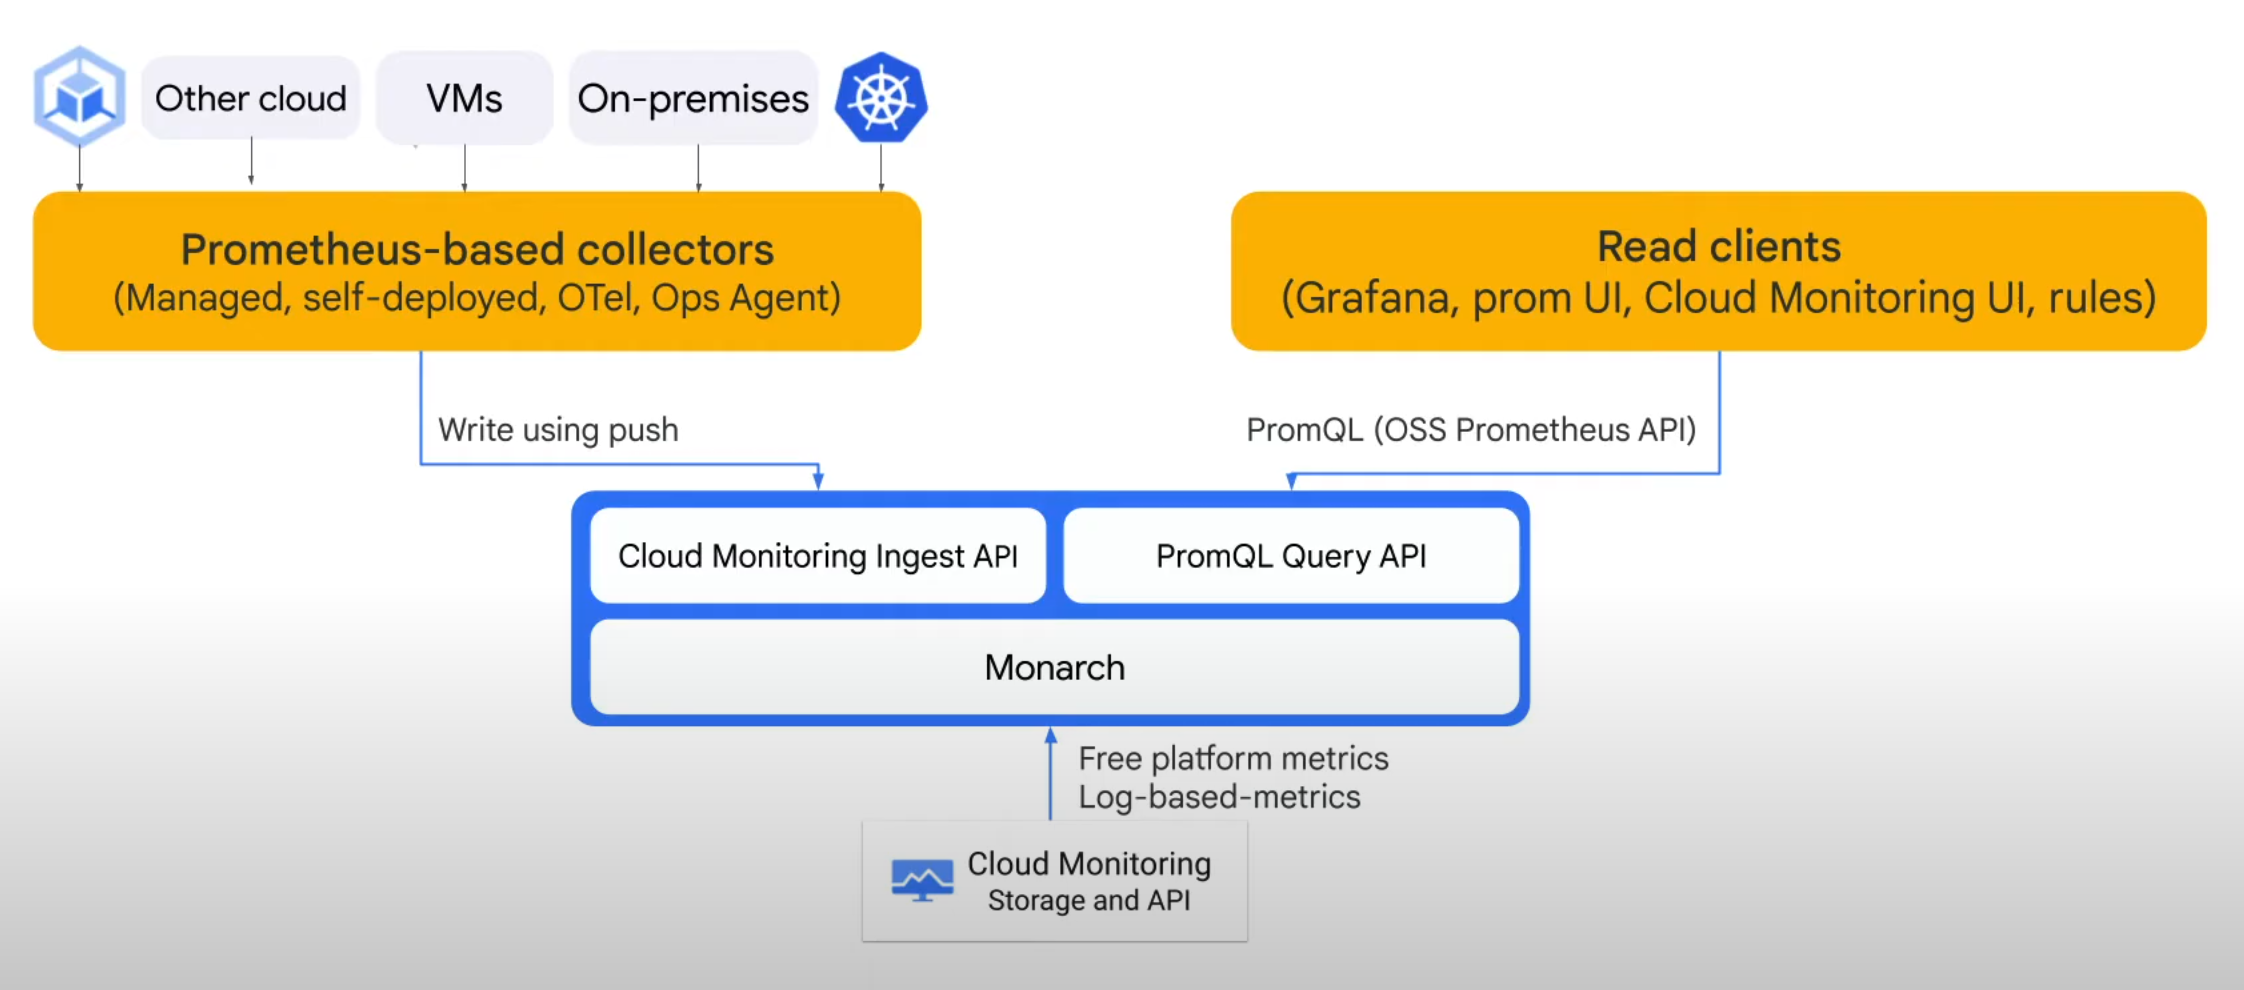 Other cloud
VMs
On-premises
Prometheus-based collectors
(Managed, self-deployed, OTel, Ops Agent)
Read clients
(Grafana, prom UI, Cloud Monitoring UI, rules)
Write using push
PromQL (OSS Prometheus API)
Cloud Monitoring Ingest API
PromQL Query API
Monarch
Free platform metrics
Log-based-metrics
Cloud Monitoring
Storage and API